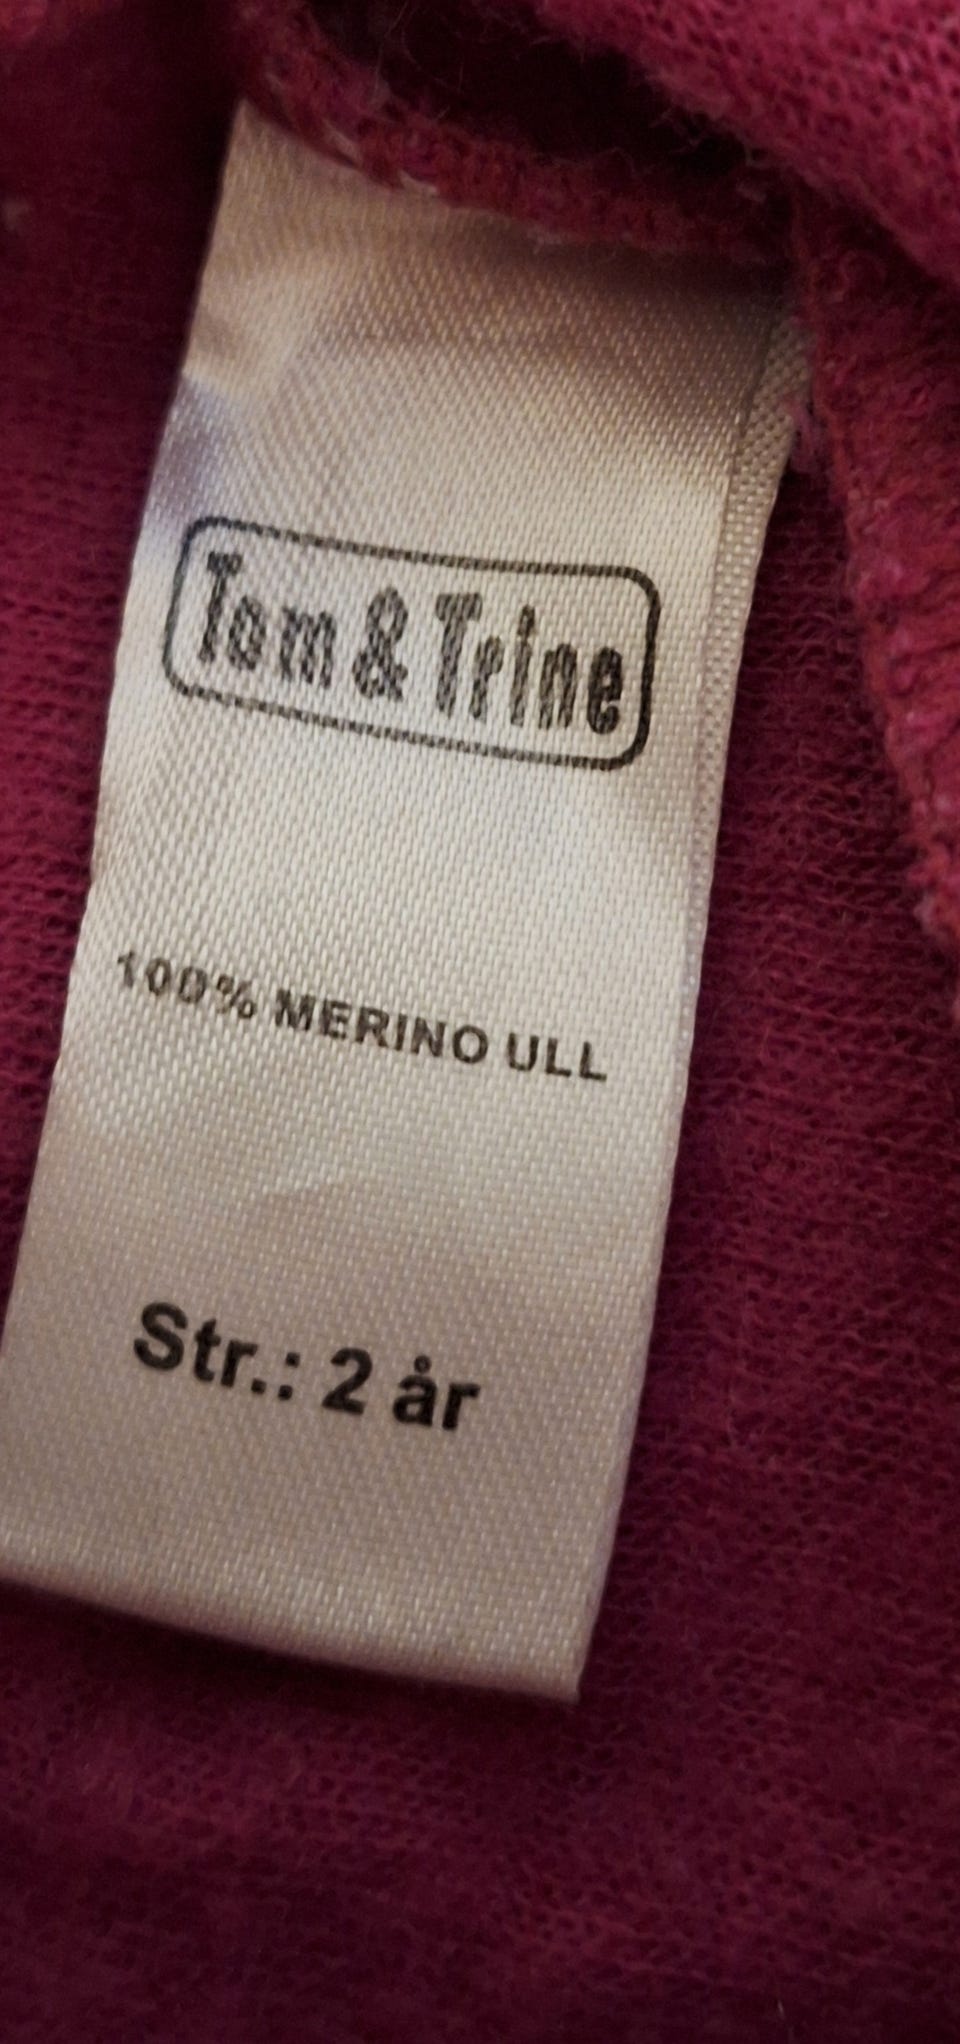 Tom & Trine
100% MERINO ULL
Str.: 2 år